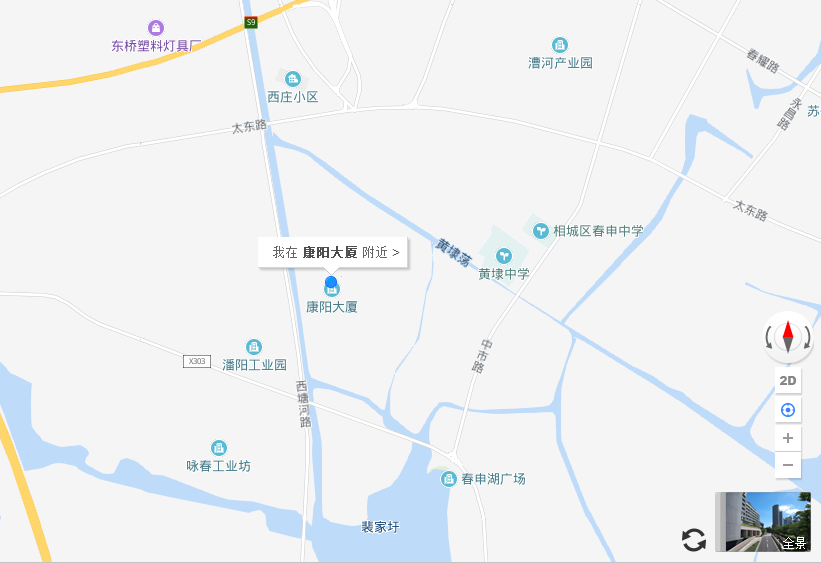 S9
东桥塑料灯具厂
漕河产业园
春耀路
西庄小区
永昌路
苏
太东路
太东路
相城区春申中学
黄埭荡
我在 康阳大厦 附近 >
黄埭中学
康阳大厦
中市路
X303
潘阳工业园
2D
西塘河路
+
−
咏春工业坊
春申湖广场
裴家圩
全景